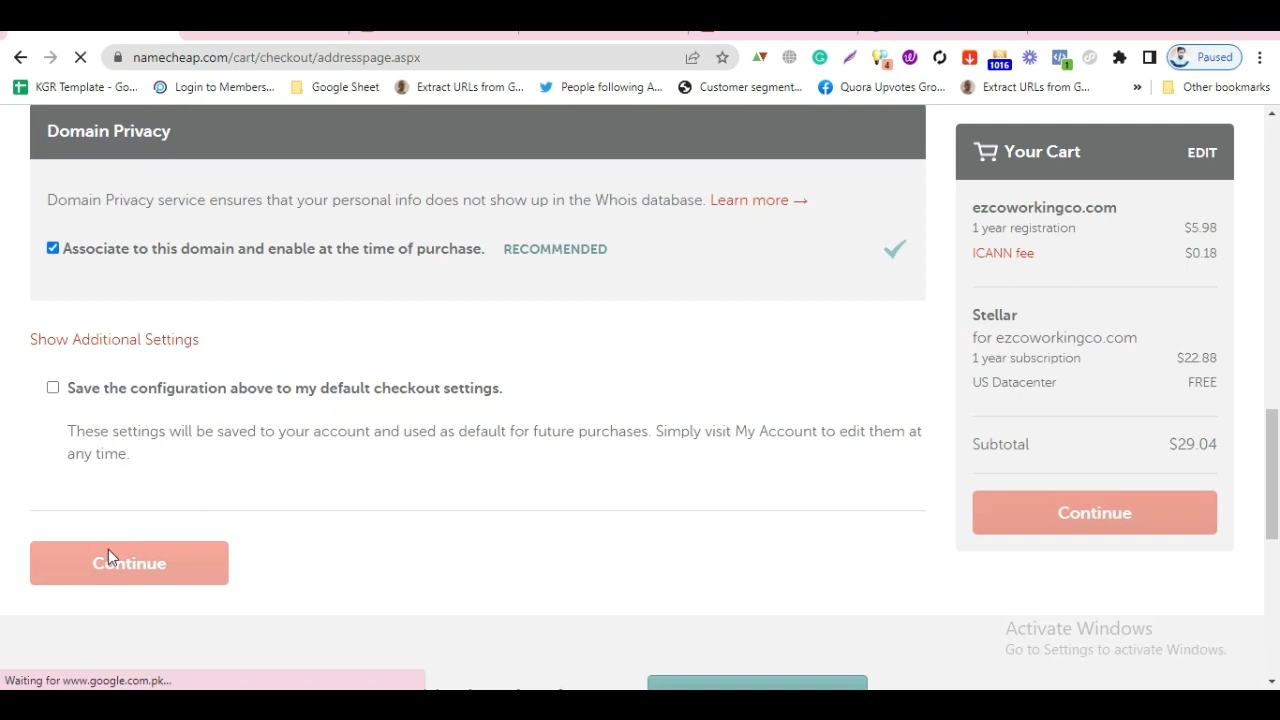 namecheap.com/cart/checkout/addresspage.aspx
4
1016
1
Paused
KGR Template - Go...
Login to Members...
Google Sheet
Extract URLs from G...
People following A...
Customer segment...
Quora Upvotes Gro...
Extract URLs from G...
»
Other bookmarks
Domain Privacy
Domain Privacy service ensures that your personal info does not show up in the Whois database. Learn more →
Associate to this domain and enable at the time of purchase. RECOMMENDED
Show Additional Settings
Save the configuration above to my default checkout settings.
These settings will be saved to your account and used as default for future purchases. Simply visit My Account to edit them at
any time.
Continue
Your Cart EDIT
ezcoworkingco.com
1 year registration $5.98
ICANN fee $0.18
Stellar
for ezcoworkingco.com
1 year subscription $22.88
US Datacenter FREE
Subtotal $29.04
Continue
Activate Windows
Go to Settings to activate Windows.
Waiting for www.google.com.pk...